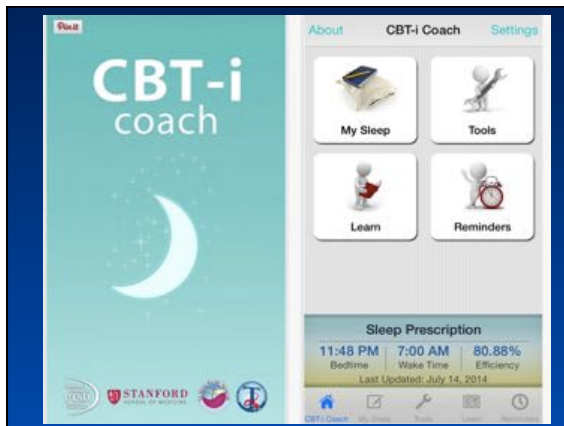 Pin it
CBT-i
coach
STANFORD
SCHOOL OF MEDICINE
About CBT-i Coach Settings
My Sleep Tools
Learn Reminders
Sleep Prescription
11:48 PM 7:00 AM 80.88%
Bedtime Wake Time Efficiency
Last Updated: July 14, 2014
CBT-i Coach My Sleep Tools Learn Reminders